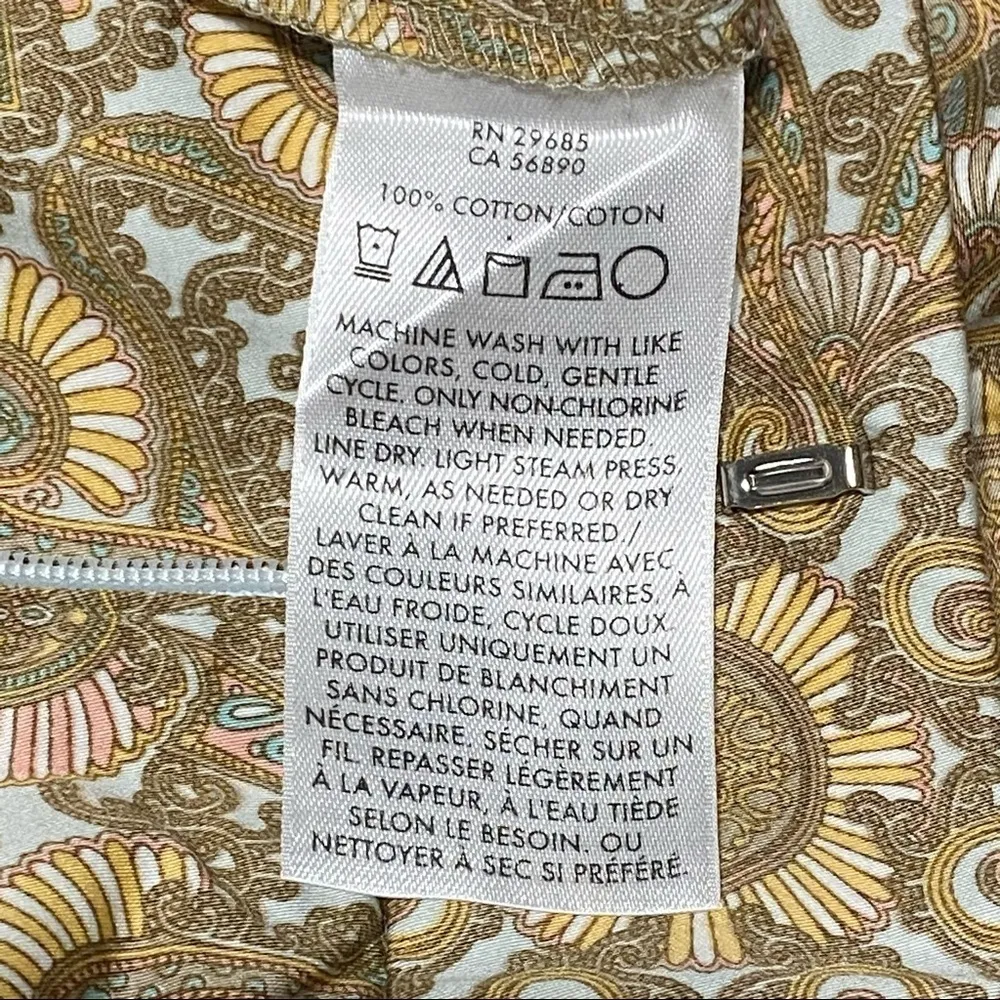 RN 29685
CA 56890
100% COTTON/COTON
MACHINE WASH WITH LIKE
COLORS, COLD, GENTLE
CYCLE, ONLY NON-CHLORINE
BLEACH WHEN NEEDED.
LINE DRY. LIGHT STEAM PRESS,
WARM, AS NEEDED OR DRY
CLEAN IF PREFERRED./
LAVER À LA MACHINE AVEC
DES COULEURS SIMILAIRES, À
L'EAU FROIDE, CYCLE DOUX,
UTILISER UNIQUEMENT UN
PRODUIT DE BLANCHIMENT
SANS CHLORINE, QUAND
NÉCESSAIRE. SÉCHER SUR UN
FIL. REPASSER LÉGÈREMENT
À LA VAPEUR, À L'EAU TIÈDE
SELON LE BESOIN. OU
NETTOYER À SEC SI PRÉFÉRÉ.